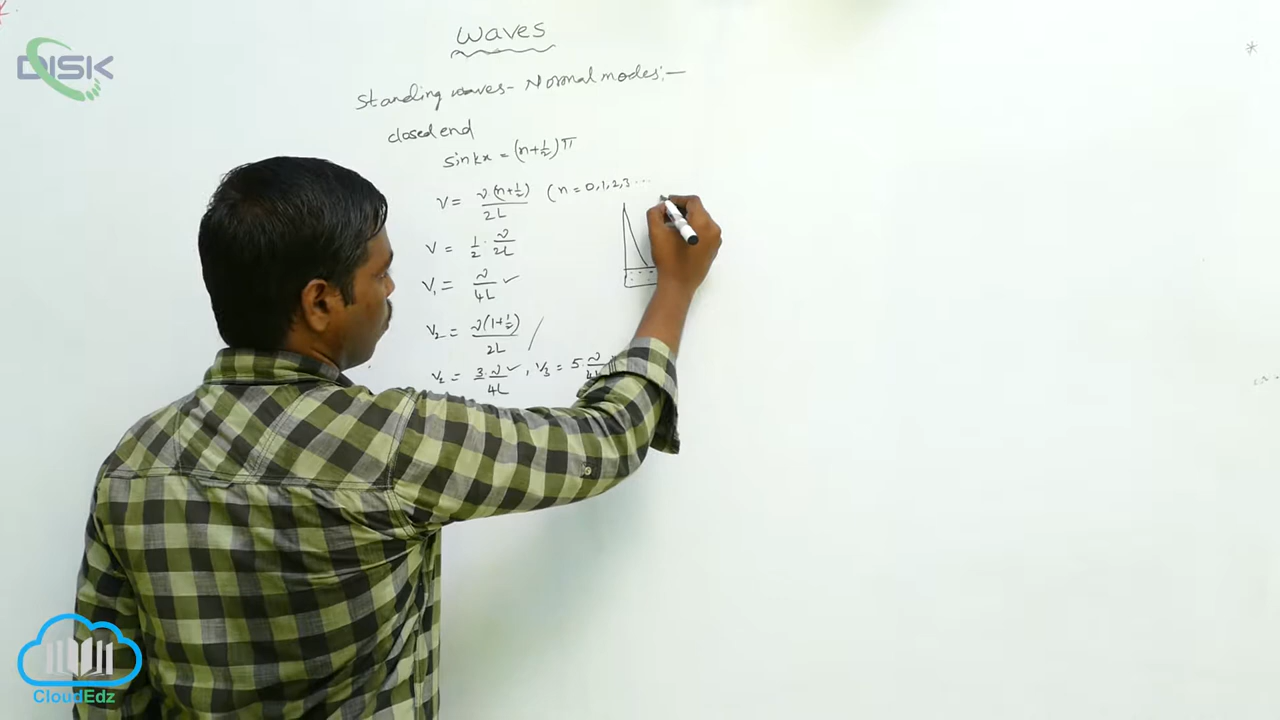 DISK
Waves
Standing waves- Normal modes:-
closed end
sin kx = (n+1/2)π
ν = v(n+1/2)/2L (n = 0,1,2,3...
ν = 1/2 · v/2L
ν₁ = v/4L ✓
ν₂ = v(1+1/2)/2L /
ν₂ = 3·v/4L ✓, ν₃ = 5·v/4L
CloudEdz